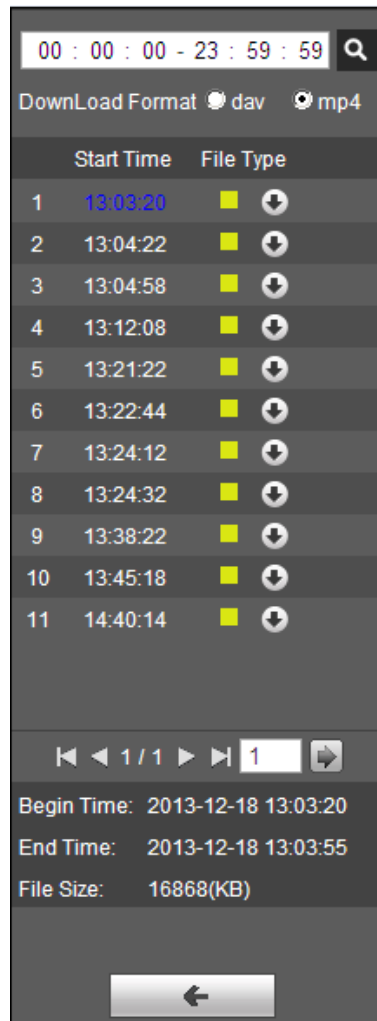 00 : 00 : 00 - 23 : 59 : 59
DownLoad Format dav mp4
Start Time File Type
1 13:03:20
2 13:04:22
3 13:04:58
4 13:12:08
5 13:21:22
6 13:22:44
7 13:24:12
8 13:24:32
9 13:38:22
10 13:45:18
11 14:40:14
1 / 1 1
Begin Time: 2013-12-18 13:03:20
End Time: 2013-12-18 13:03:55
File Size: 16868(KB)